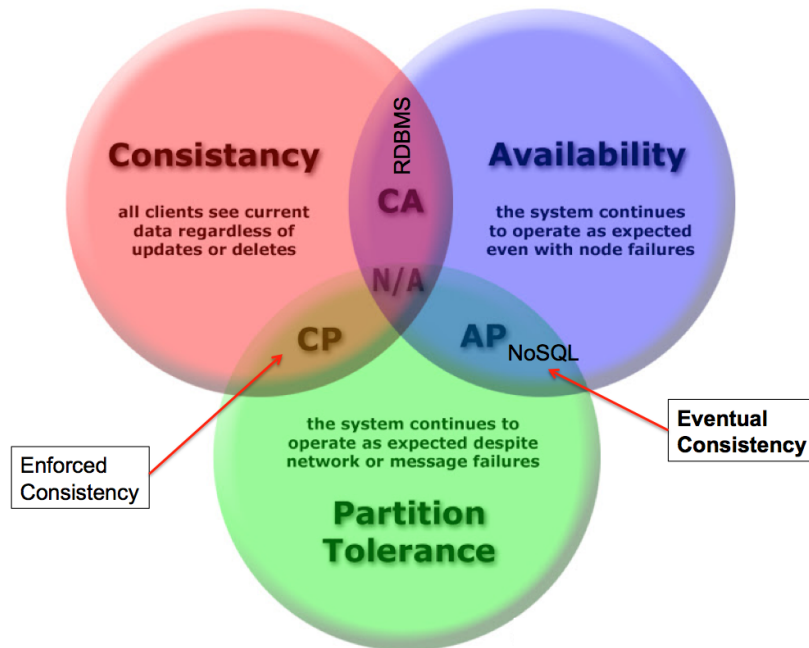 RDBMS
Consistancy
all clients see current
data regardless of
updates or deletes
Availability
the system continues
to operate as expected
even with node failures
CA
N/A
CP
AP
NoSQL
Enforced
Consistency
Eventual
Consistency
the system continues to
operate as expected despite
network or message failures
Partition
Tolerance